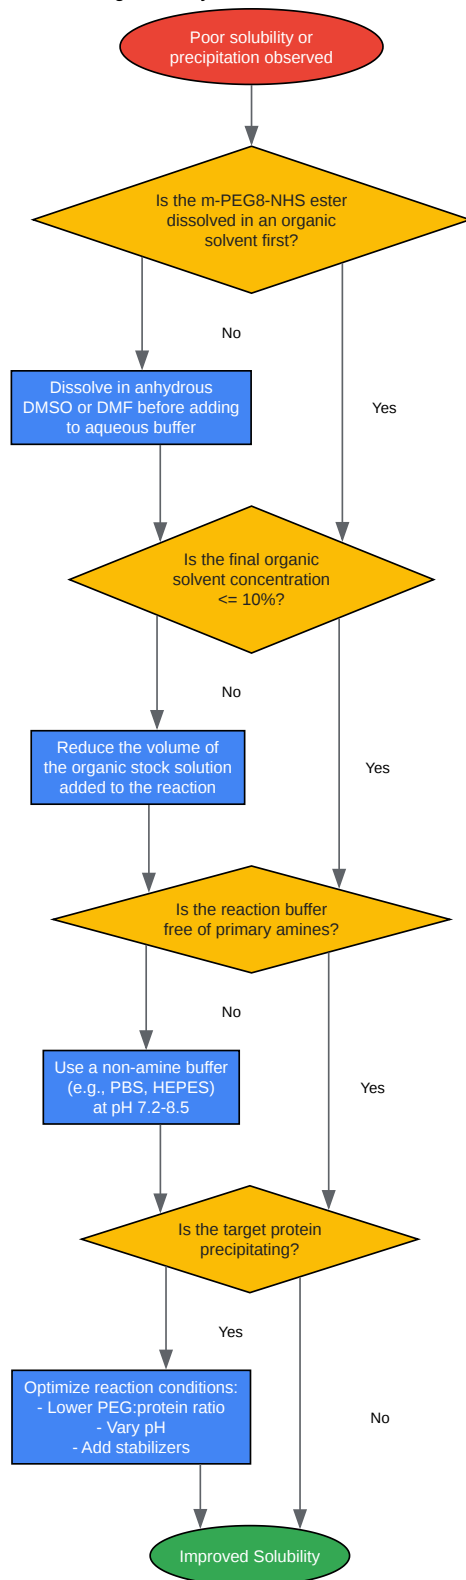 Poor solubility or
precipitation observed
Is the m-PEG8-NHS ester
dissolved in an organic
solvent first?
No
Dissolve in anhydrous
DMSO or DMF before adding
to aqueous buffer
Yes
Is the final organic
solvent concentration
<= 10%?
No
Reduce the volume of
the organic stock solution
added to the reaction
Yes
Is the reaction buffer
free of primary amines?
No
Use a non-amine buffer
(e.g., PBS, HEPES)
at pH 7.2-8.5
Yes
Is the target protein
precipitating?
Yes
Optimize reaction conditions:
- Lower PEG:protein ratio
- Vary pH
- Add stabilizers
No
Improved Solubility